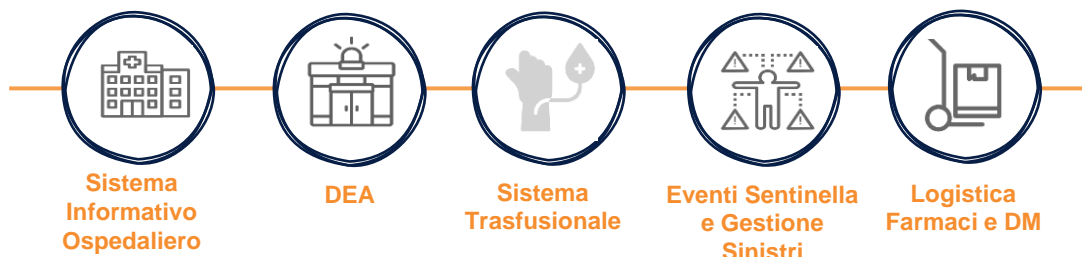 Sistema
Informativo
Ospedaliero
DEA
Sistema
Trasfusionale
Eventi Sentinella
e Gestione
Sinistri
Logistica
Farmaci e DM